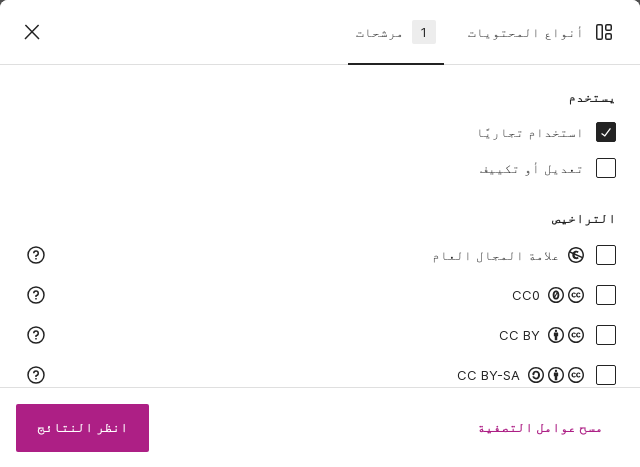 أنواع المحتويات
1 مرشحات
يستخدم
استخدام تجاريًا
تعديل أو تكييف
التراخيص
علامة المجال العام
CC0
CC BY
CC BY-SA
مسح عوامل التصفية
انظر النتائج